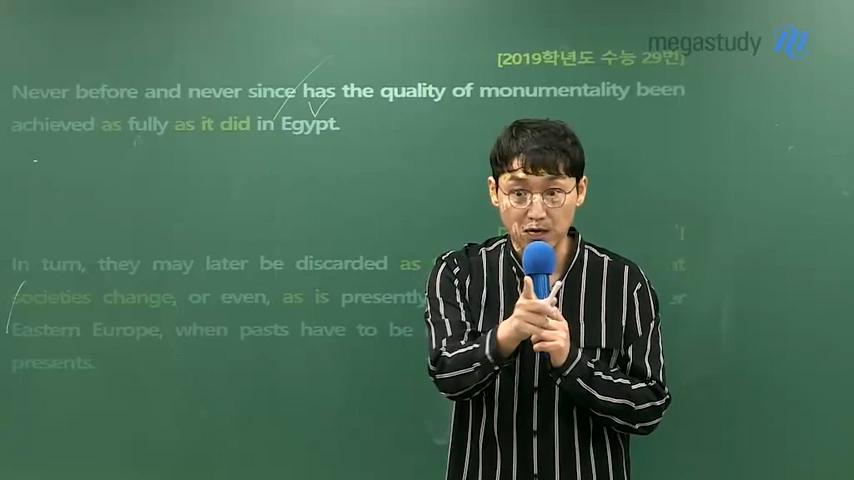 megastudy
[2019학년도 수능 29번]
Never before and never since has the quality of monumentality been
achieved as fully as it did in Egypt.
In turn, they may later be discarded as
societies change, or even, as is presently
Eastern Europe, when pasts have to be
presents.